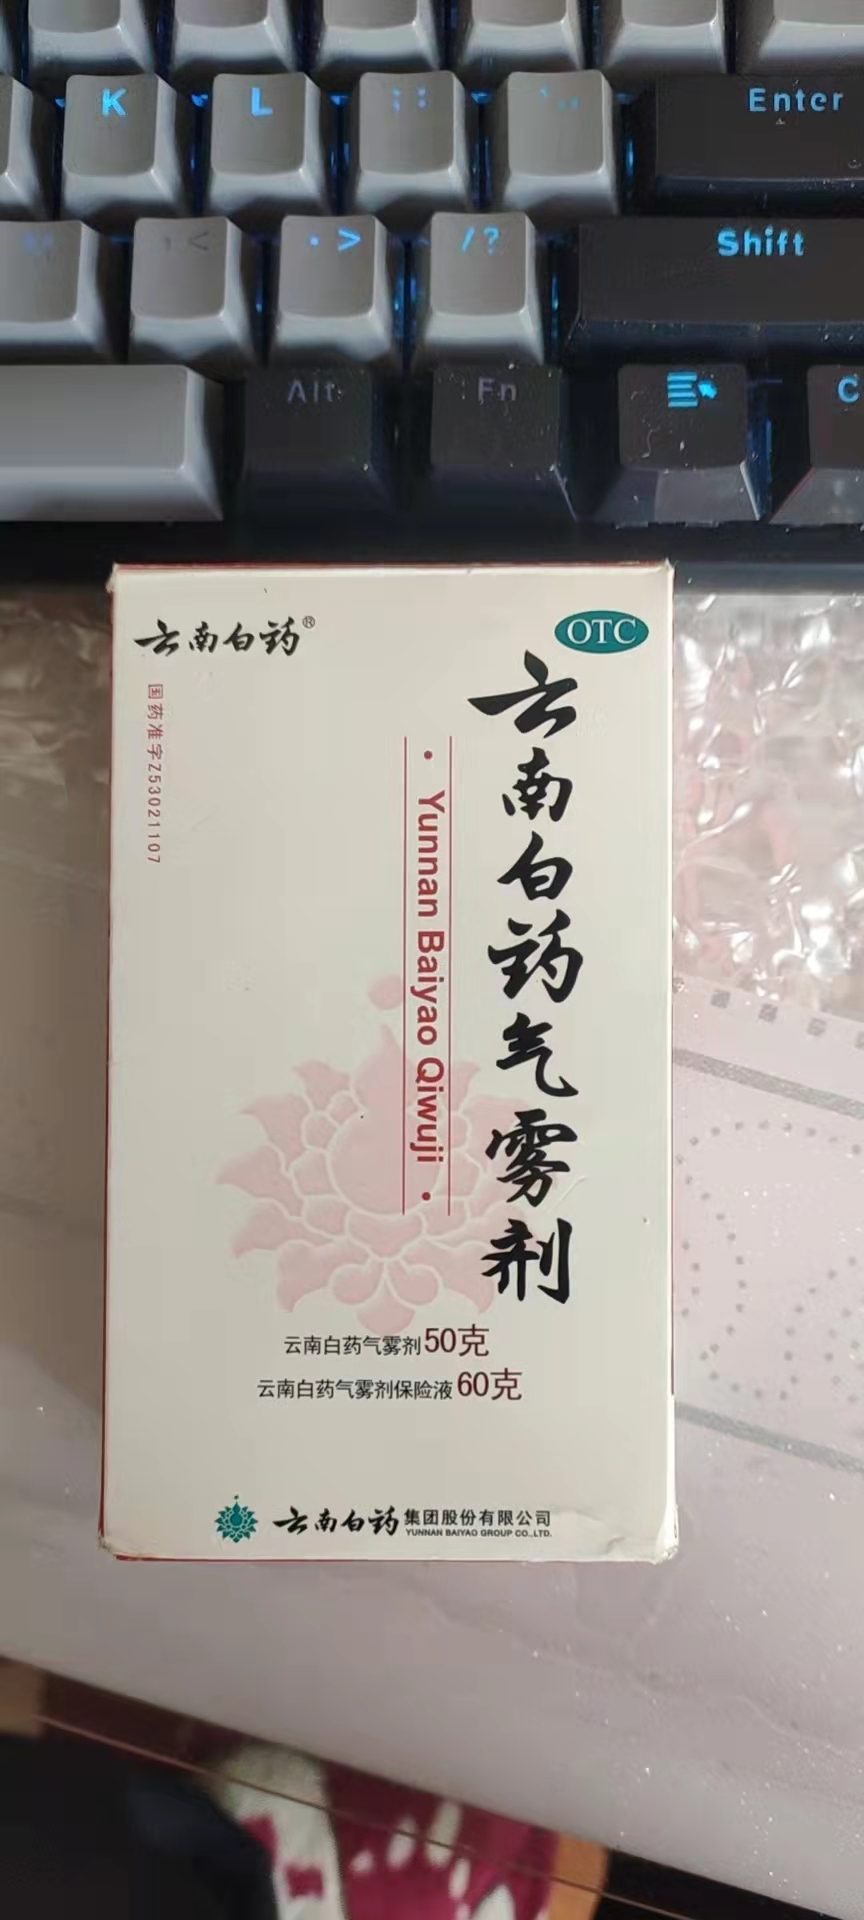 K L ; : Enter
, < . > / ? Shift
Alt Fn C
云南白药®
OTC
国药准字Z53021107
云南白药气雾剂
· Yunnan Baiyao Qiwuji ·
云南白药气雾剂50克
云南白药气雾剂保险液60克
云南白药集团股份有限公司
YUNNAN BAIYAO GROUP CO.,LTD.